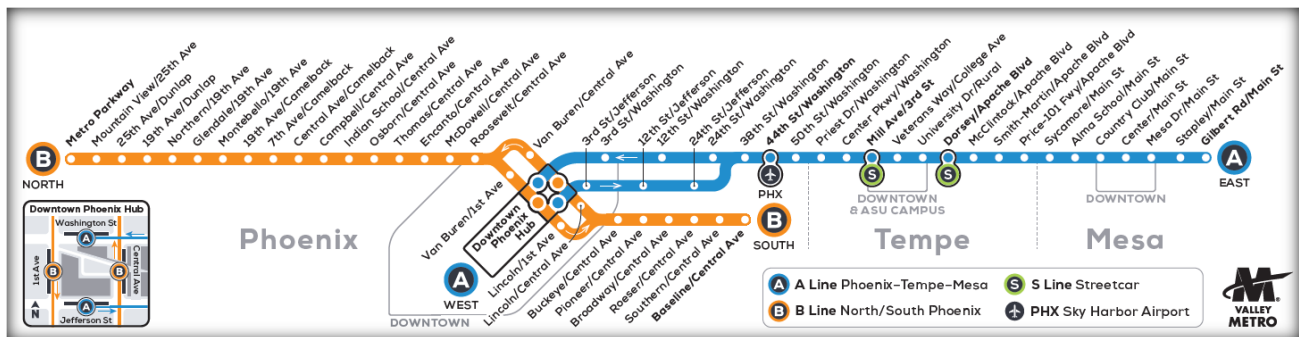 Metro Parkway
Mountain View/25th Ave
25th Ave/Dunlap
19th Ave/Dunlap
Northern/19th Ave
Glendale/19th Ave
Montebello/19th Ave
19th Ave/Camelback
7th Ave/Camelback
Central Ave/Camelback
Campbell/Central Ave
Indian School/Central Ave
Osborn/Central Ave
Thomas/Central Ave
Encanto/Central Ave
McDowell/Central Ave
Roosevelt/Central Ave
Van Buren/Central Ave
3rd St/Jefferson
3rd St/Washington
12th St/Jefferson
12th St/Washington
24th St/Jefferson
24th St/Washington
38th St/Washington
44th St/Washington
50th St/Washington
Priest Dr/Washington
Center Pkwy/Washington
Mill Ave/3rd St
Veterans Way/College Ave
University Dr/Rural
Dorsey/Apache Blvd
McClintock/Apache Blvd
Smith-Martin/Apache Blvd
Price-101 Fwy/Apache Blvd
Sycamore/Main St
Alma School/Main St
Country Club/Main St
Center/Main St
Mesa Dr/Main St
Stapley/Main St
Gilbert Rd/Main St
B
NORTH
A
EAST
PHX
S
S
DOWNTOWN
& ASU CAMPUS
DOWNTOWN
Van Buren/1st Ave
Downtown
Phoenix
Hub
Lincoln/1st Ave
Lincoln/Central Ave
Buckeye/Central Ave
Pioneer/Central Ave
Broadway/Central Ave
Roeser/Central Ave
Southern/Central Ave
Baseline/Central Ave
B
SOUTH
A
WEST
DOWNTOWN
Phoenix
Tempe
Mesa
Downtown Phoenix Hub
Washington St
A
1st Ave
B
B
Central Ave
A
N
Jefferson St
A A Line Phoenix-Tempe-Mesa
B B Line North/South Phoenix
S S Line Streetcar
PHX Sky Harbor Airport
VALLEY
METRO